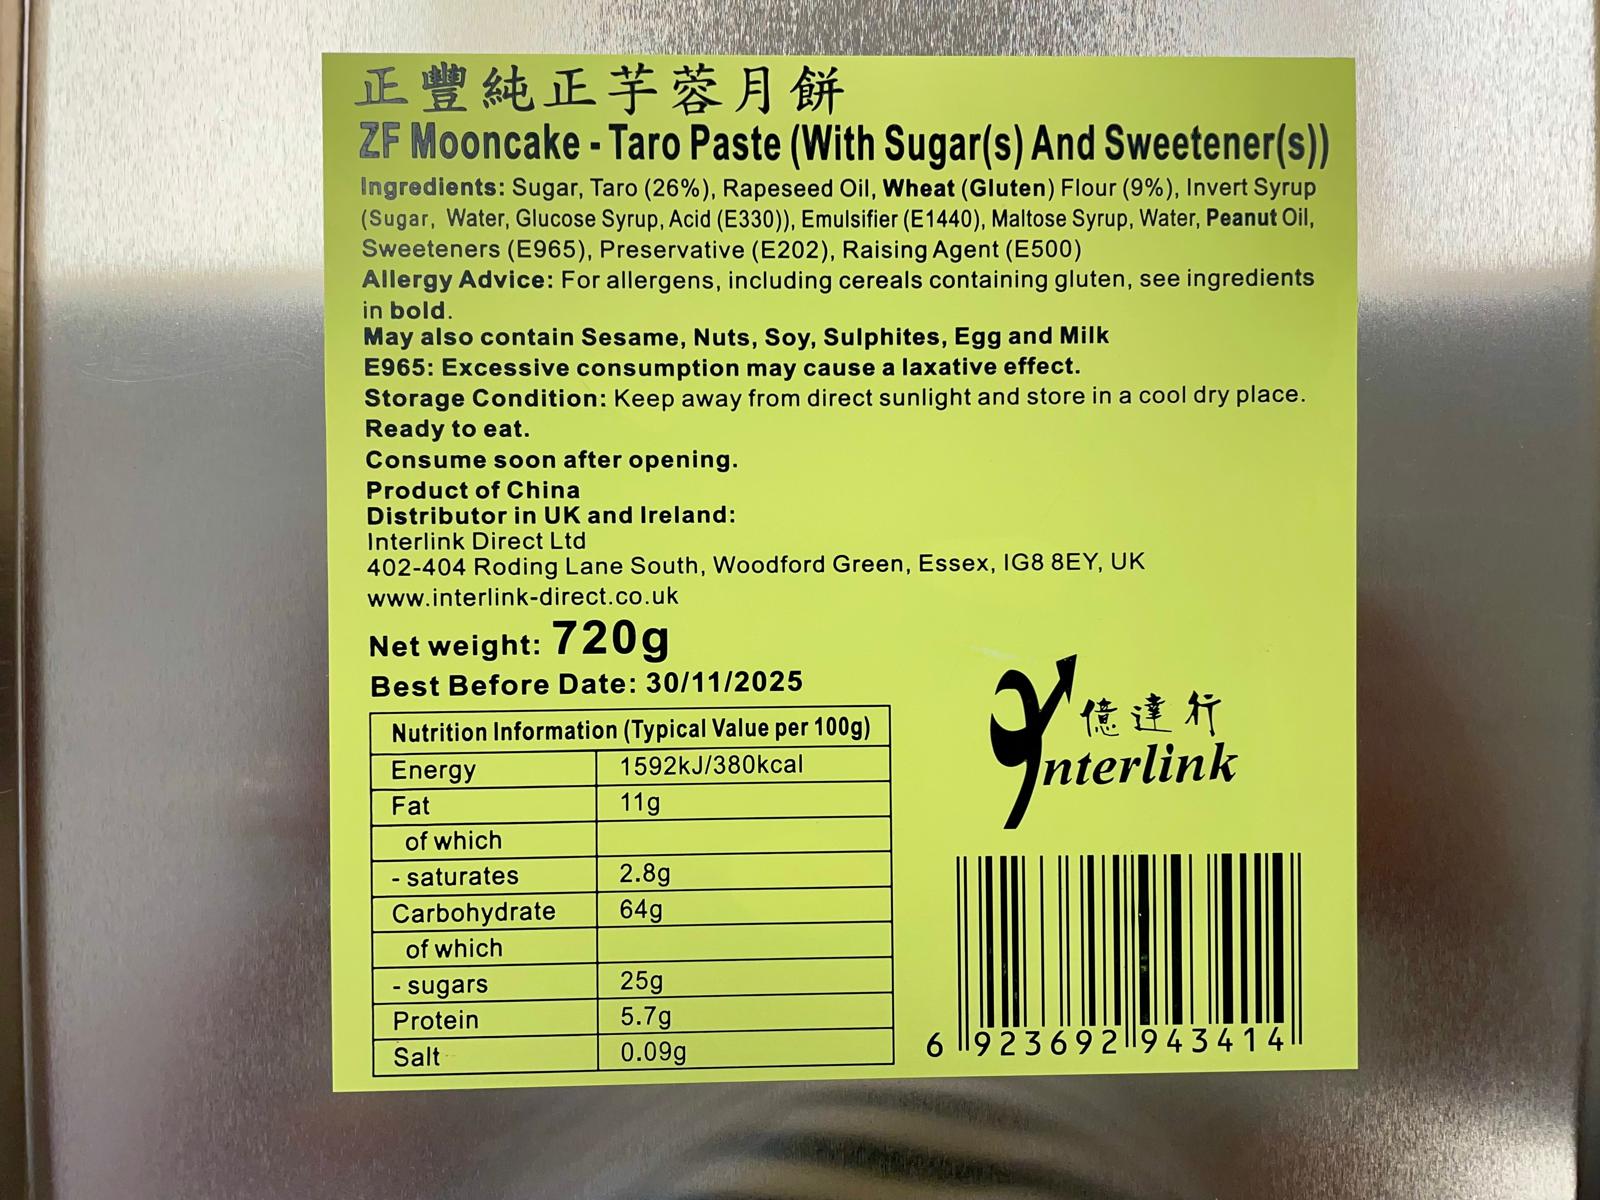 正豐純正芋蓉月餅
ZF Mooncake - Taro Paste (With Sugar(s) And Sweetener(s))
Ingredients: Sugar, Taro (26%), Rapeseed Oil, Wheat (Gluten) Flour (9%), Invert Syrup
(Sugar, Water, Glucose Syrup, Acid (E330)), Emulsifier (E1440), Maltose Syrup, Water, Peanut Oil,
Sweeteners (E965), Preservative (E202), Raising Agent (E500)
Allergy Advice: For allergens, including cereals containing gluten, see ingredients
in bold.
May also contain Sesame, Nuts, Soy, Sulphites, Egg and Milk
E965: Excessive consumption may cause a laxative effect.
Storage Condition: Keep away from direct sunlight and store in a cool dry place.
Ready to eat.
Consume soon after opening.
Product of China
Distributor in UK and Ireland:
Interlink Direct Ltd
402-404 Roding Lane South, Woodford Green, Essex, IG8 8EY, UK
www.interlink-direct.co.uk
Net weight: 720g
Best Before Date: 30/11/2025
Nutrition Information (Typical Value per 100g)
Energy 1592kJ/380kcal
Fat 11g
of which
- saturates 2.8g
Carbohydrate 64g
of which
- sugars 25g
Protein 5.7g
Salt 0.09g
億達行
Interlink
6 923692 943414